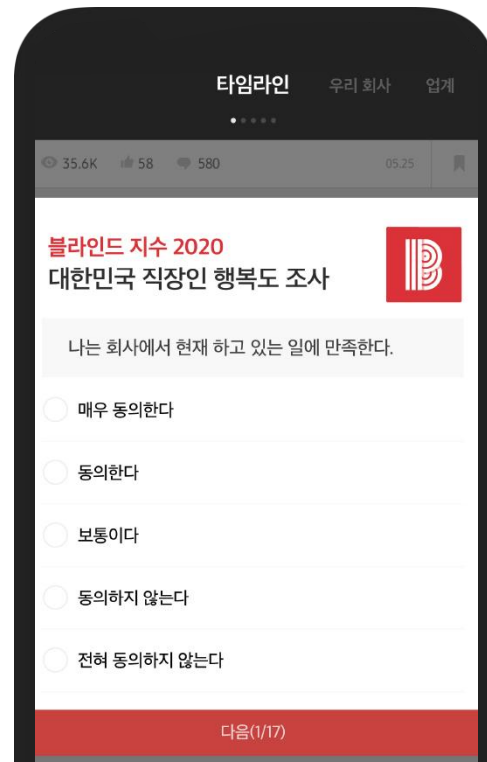 타임라인 우리 회사 업계
35.6K 58 580 05.25
블라인드 지수 2020
대한민국 직장인 행복도 조사
나는 회사에서 현재 하고 있는 일에 만족한다.
매우 동의한다
동의한다
보통이다
동의하지 않는다
전혀 동의하지 않는다
다음(1/17)